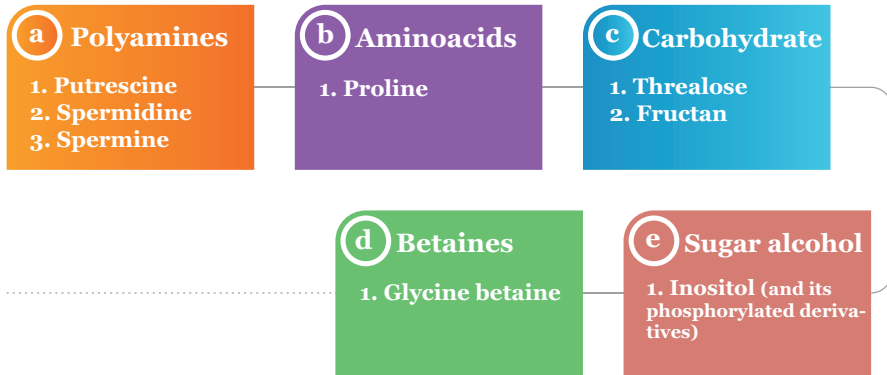 a Polyamines
1. Putrescine
2. Spermidine
3. Spermine
b Aminoacids
1. Proline
c Carbohydrate
1. Threalose
2. Fructan
d Betaines
1. Glycine betaine
e Sugar alcohol
1. Inositol (and its
phosphorylated deriva-
tives)